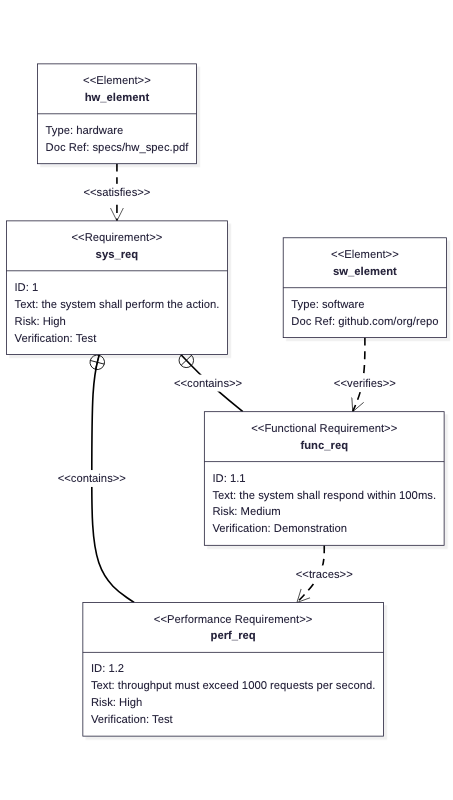 <<Element>>
hw_element
Type: hardware
Doc Ref: specs/hw_spec.pdf
<<satisfies>>
<<Requirement>>
sys_req
ID: 1
Text: the system shall perform the action.
Risk: High
Verification: Test
<<Element>>
sw_element
Type: software
Doc Ref: github.com/org/repo
<<contains>>
<<verifies>>
<<Functional Requirement>>
func_req
ID: 1.1
Text: the system shall respond within 100ms.
Risk: Medium
Verification: Demonstration
<<contains>>
<<traces>>
<<Performance Requirement>>
perf_req
ID: 1.2
Text: throughput must exceed 1000 requests per second.
Risk: High
Verification: Test